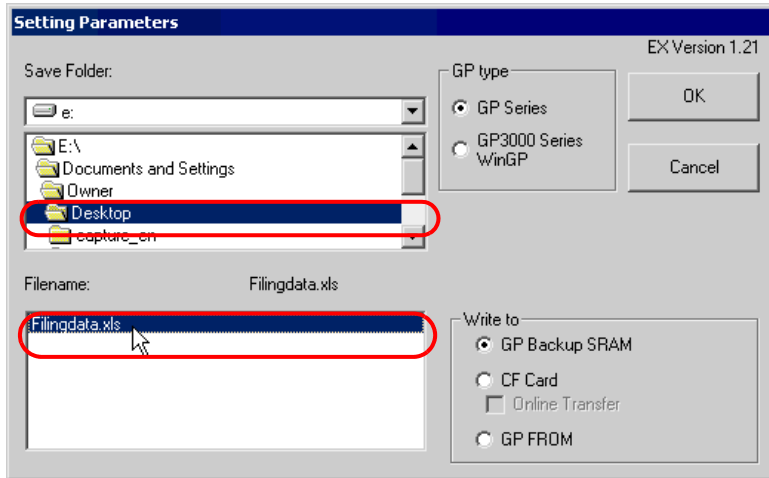 Setting Parameters
EX Version 1.21
Save Folder:
e:
E:\
Documents and Settings
Owner
Desktop
capture_en
GP type
GP Series
GP3000 Series
WinGP
OK
Cancel
Filename:
Filingdata.xls
Filingdata.xls
Write to
GP Backup SRAM
CF Card
Online Transfer
GP FROM